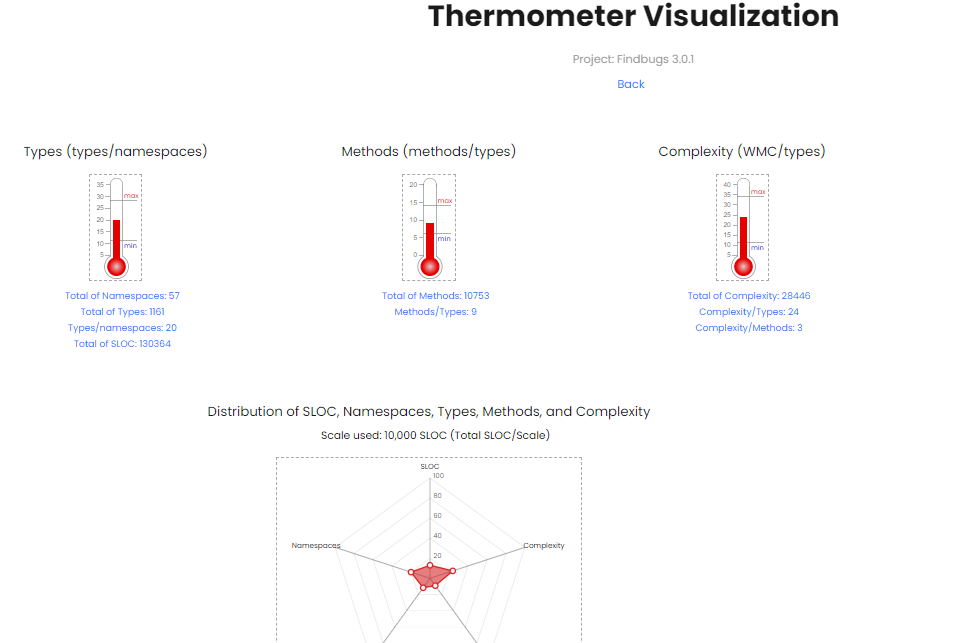 Thermometer Visualization
Project: Findbugs 3.0.1
Back
Types (types/namespaces)
35
30
25
20
15
10
5
max
min
Total of Namespaces: 57
Total of Types: 1161
Types/namespaces: 20
Total of SLOC: 130364
Methods (methods/types)
20
15
10
5
0
max
min
Total of Methods: 10753
Methods/Types: 9
Complexity (WMC/types)
40
35
30
25
20
15
10
5
max
min
Total of Complexity: 28446
Complexity/Types: 24
Complexity/Methods: 3
Distribution of SLOC, Namespaces, Types, Methods, and Complexity
Scale used: 10,000 SLOC (Total SLOC/Scale)
SLOC
100
80
60
40
20
Namespaces
Complexity